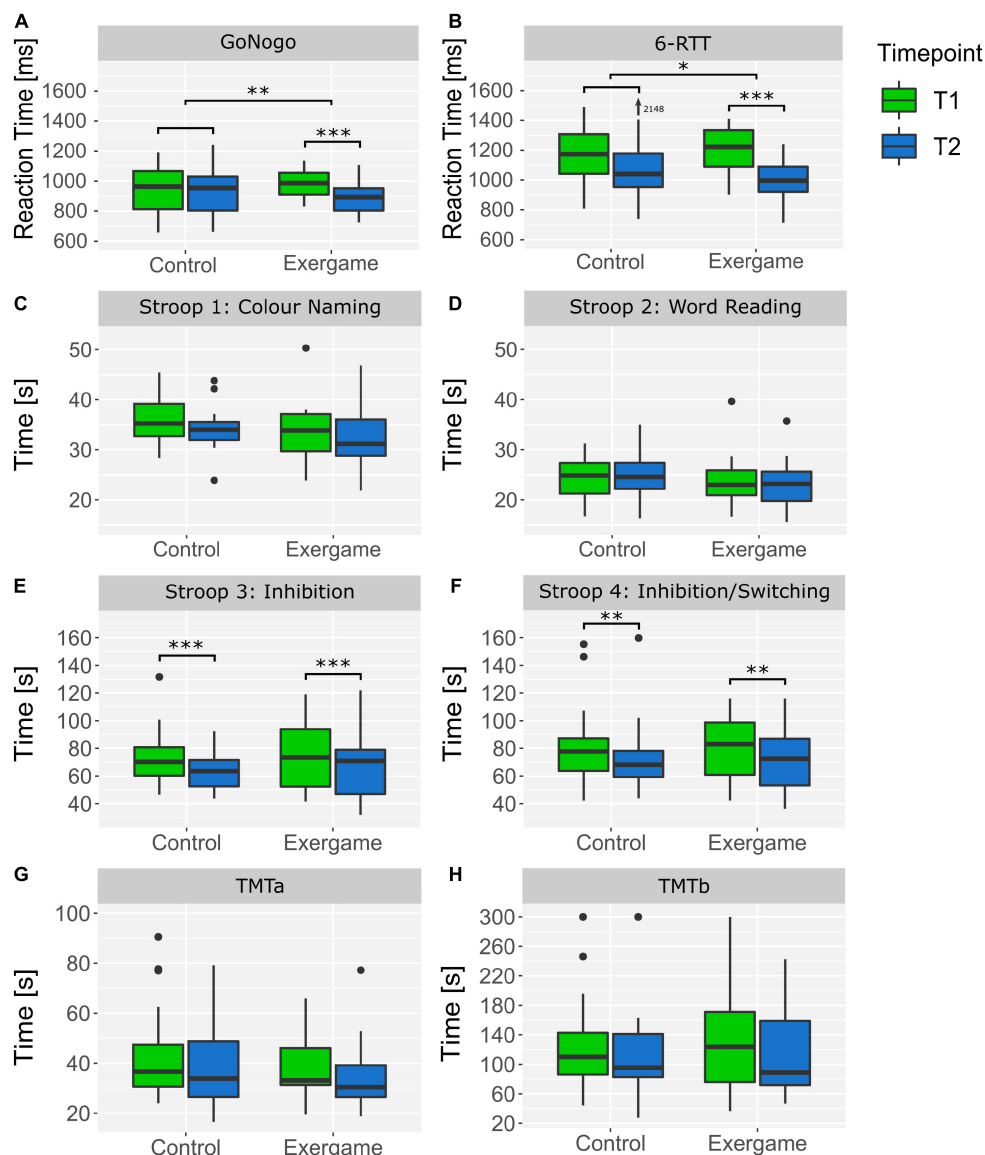 A
GoNogo
Reaction Time [ms]
1600
1400
1200
1000
800
600
**
***
Control
Exergame
B
6-RTT
Reaction Time [ms]
1600
1400
1200
1000
800
600
*
***
2148
Control
Exergame
Timepoint
T1
T2
C
Stroop 1: Colour Naming
Time [s]
50
40
30
20
Control
Exergame
D
Stroop 2: Word Reading
Time [s]
50
40
30
20
Control
Exergame
E
Stroop 3: Inhibition
Time [s]
160
140
120
100
80
60
40
***
***
Control
Exergame
F
Stroop 4: Inhibition/Switching
Time [s]
160
140
120
100
80
60
40
**
**
Control
Exergame
G
TMTa
Time [s]
100
80
60
40
20
Control
Exergame
H
TMTb
Time [s]
300
260
220
180
140
100
60
20
Control
Exergame